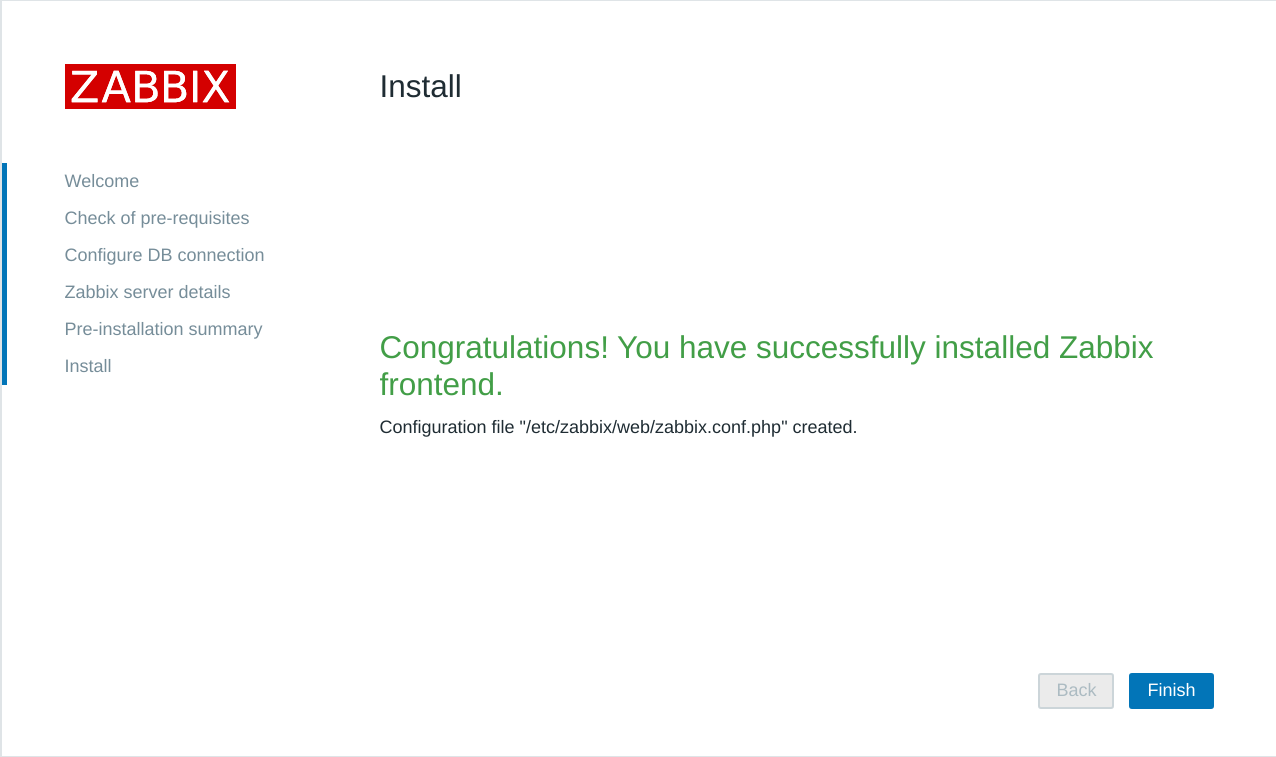 ZABBIX
Install
Welcome
Check of pre-requisites
Configure DB connection
Zabbix server details
Pre-installation summary
Install
Congratulations! You have successfully installed Zabbix
frontend.
Configuration file "/etc/zabbix/web/zabbix.conf.php" created.
Back
Finish